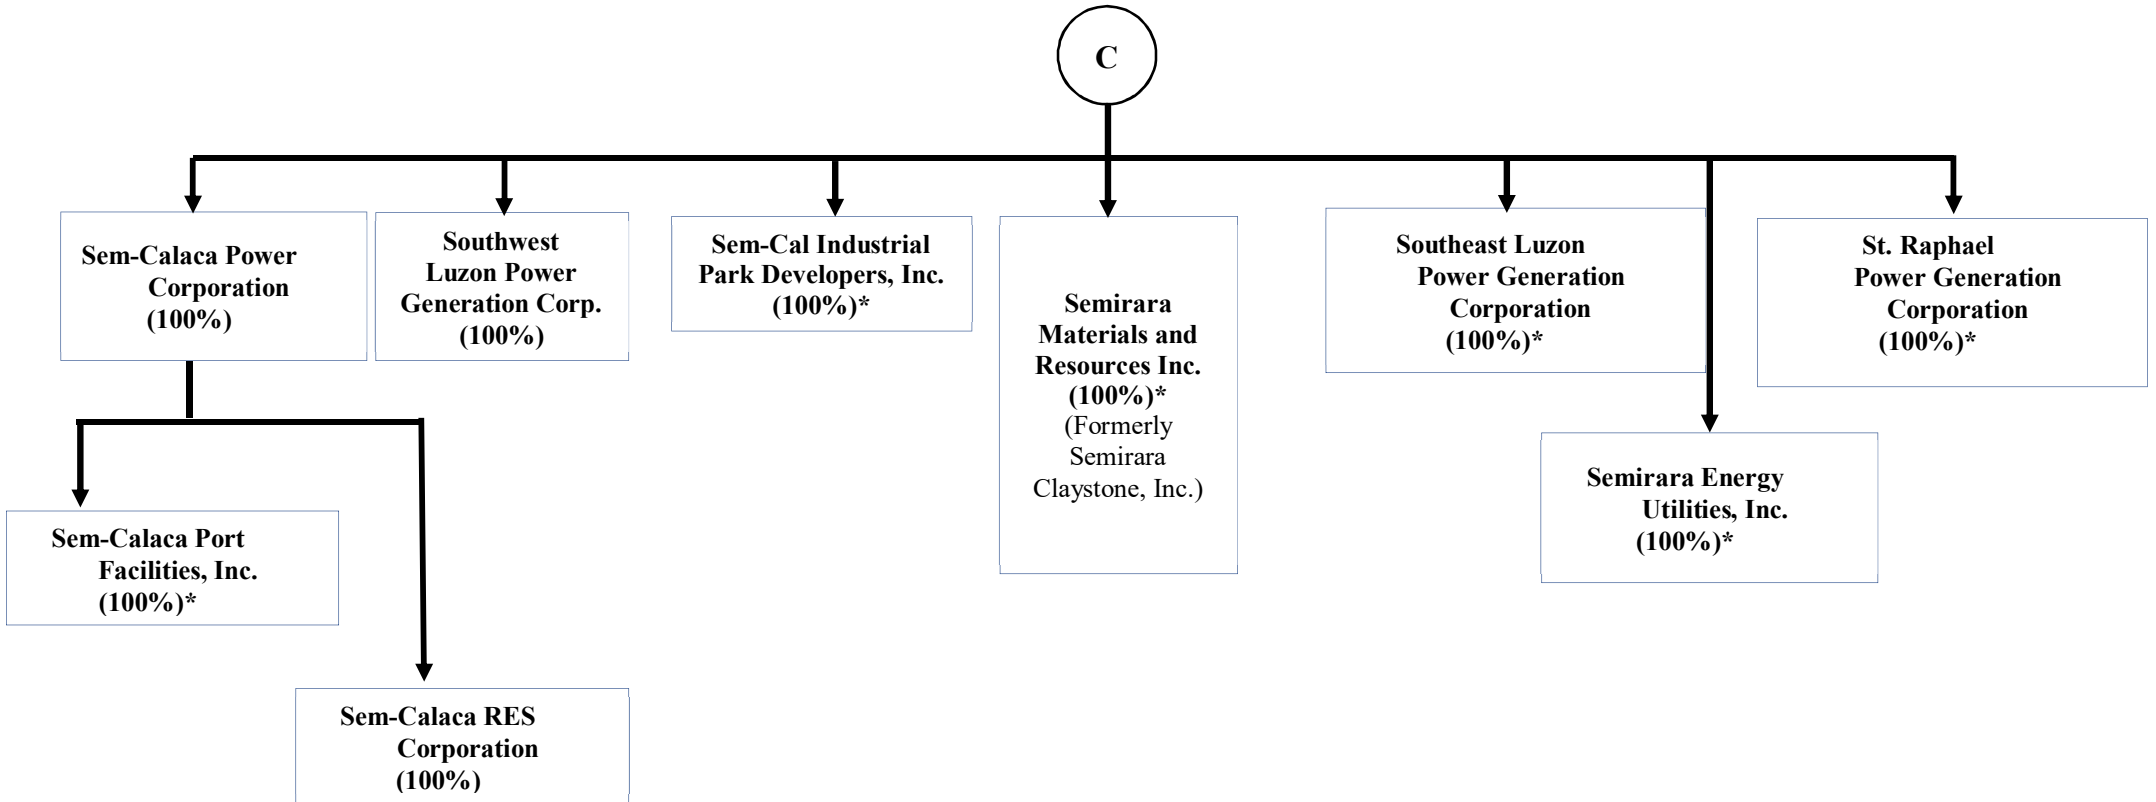 C
Sem-Calaca Power
Corporation
(100%)
Southwest
Luzon Power
Generation Corp.
(100%)
Sem-Cal Industrial
Park Developers, Inc.
(100%)*
Semirara
Materials and
Resources Inc.
(100%)*
(Formerly
Semirara
Claystone, Inc.)
Southeast Luzon
Power Generation
Corporation
(100%)*
St. Raphael
Power Generation
Corporation
(100%)*
Semirara Energy
Utilities, Inc.
(100%)*
Sem-Calaca Port
Facilities, Inc.
(100%)*
Sem-Calaca RES
Corporation
(100%)